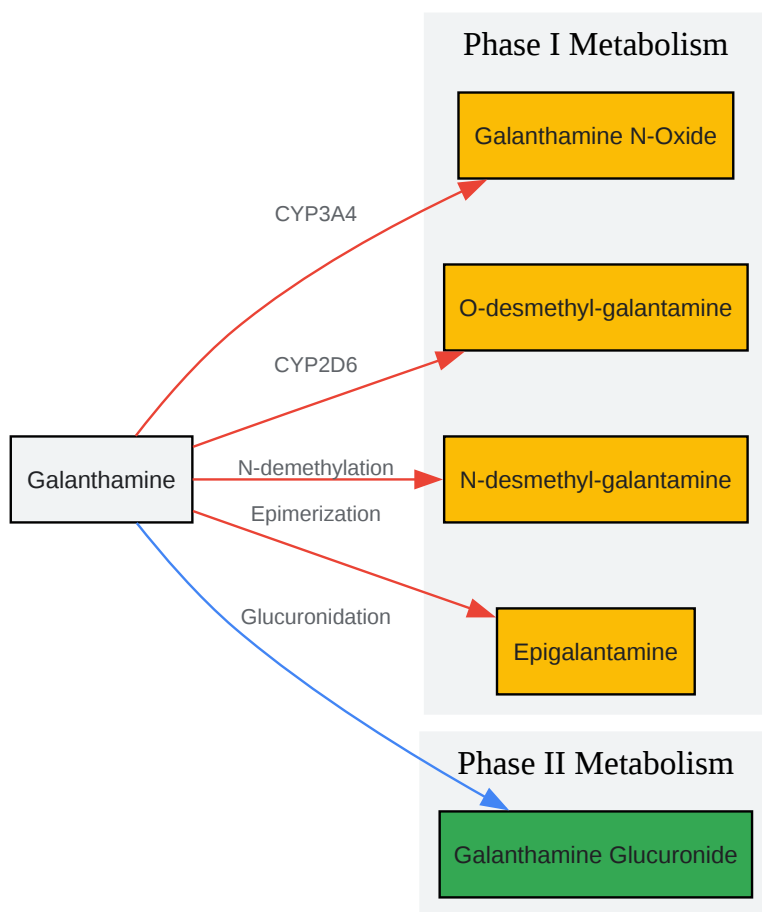 Phase I Metabolism
Galanthamine N-Oxide
CYP3A4
O-desmethyl-galantamine
CYP2D6
Galanthamine
N-demethylation
N-desmethyl-galantamine
Epimerization
Glucuronidation
Epigalantamine
Phase II Metabolism
Galanthamine Glucuronide